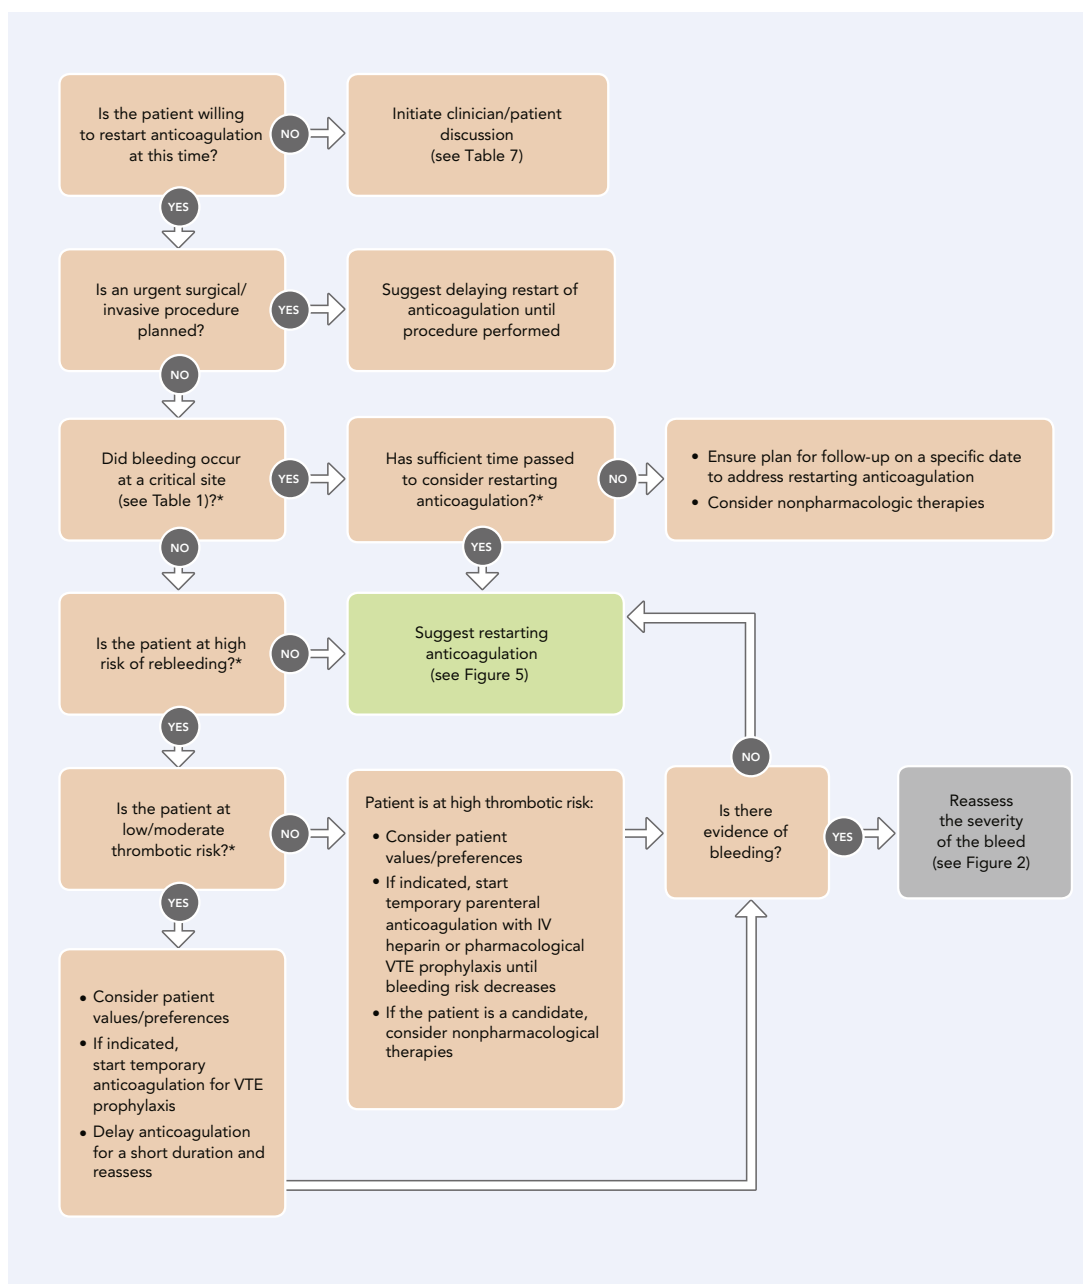 Is the patient willing
to restart anticoagulation
at this time?
NO
Initiate clinician/patient
discussion
(see Table 7)
YES
Is an urgent surgical/
invasive procedure
planned?
YES
Suggest delaying restart of
anticoagulation until
procedure performed
NO
Did bleeding occur
at a critical site
(see Table 1)?*
YES
Has sufficient time passed
to consider restarting
anticoagulation?*
NO
• Ensure plan for follow-up on a specific date
to address restarting anticoagulation
• Consider nonpharmacologic therapies
NO
YES
Is the patient at high
risk of rebleeding?*
NO
Suggest restarting
anticoagulation
(see Figure 5)
YES
NO
Is the patient at
low/moderate
thrombotic risk?*
NO
Patient is at high thrombotic risk:
• Consider patient
values/preferences
• If indicated, start
temporary parenteral
anticoagulation with IV
heparin or pharmacological
VTE prophylaxis until
bleeding risk decreases
• If the patient is a candidate,
consider nonpharmacological
therapies
Is there
evidence of
bleeding?
YES
Reassess
the severity
of the bleed
(see Figure 2)
YES
• Consider patient
values/preferences
• If indicated,
start temporary
anticoagulation for VTE
prophylaxis
• Delay anticoagulation
for a short duration and
reassess